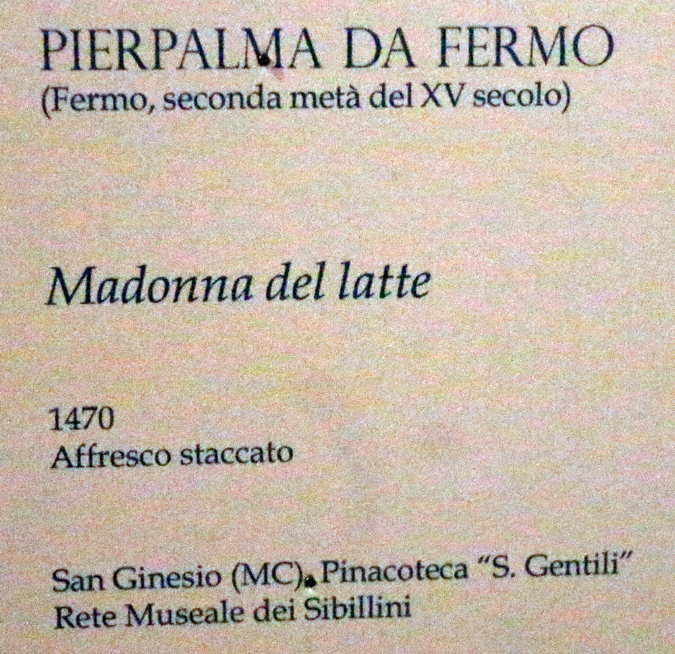 PIERPALMA DA FERMO
(Fermo, seconda metà del XV secolo)
Madonna del latte
1470
Affresco staccato
San Ginesio (MC), Pinacoteca “S. Gentili”
Rete Museale dei Sibillini